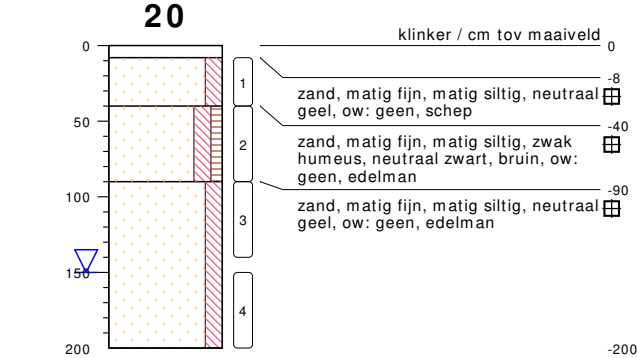 20
klinker / cm tov maaiveld
0
0
-8
1
zand, matig fijn, matig siltig, neutraal
geel, ow: geen, schep
50
-40
2
zand, matig fijn, matig siltig, zwak
humeus, neutraal zwart, bruin, ow:
geen, edelman
100
-90
3
zand, matig fijn, matig siltig, neutraal
geel, ow: geen, edelman
150
4
200
-200